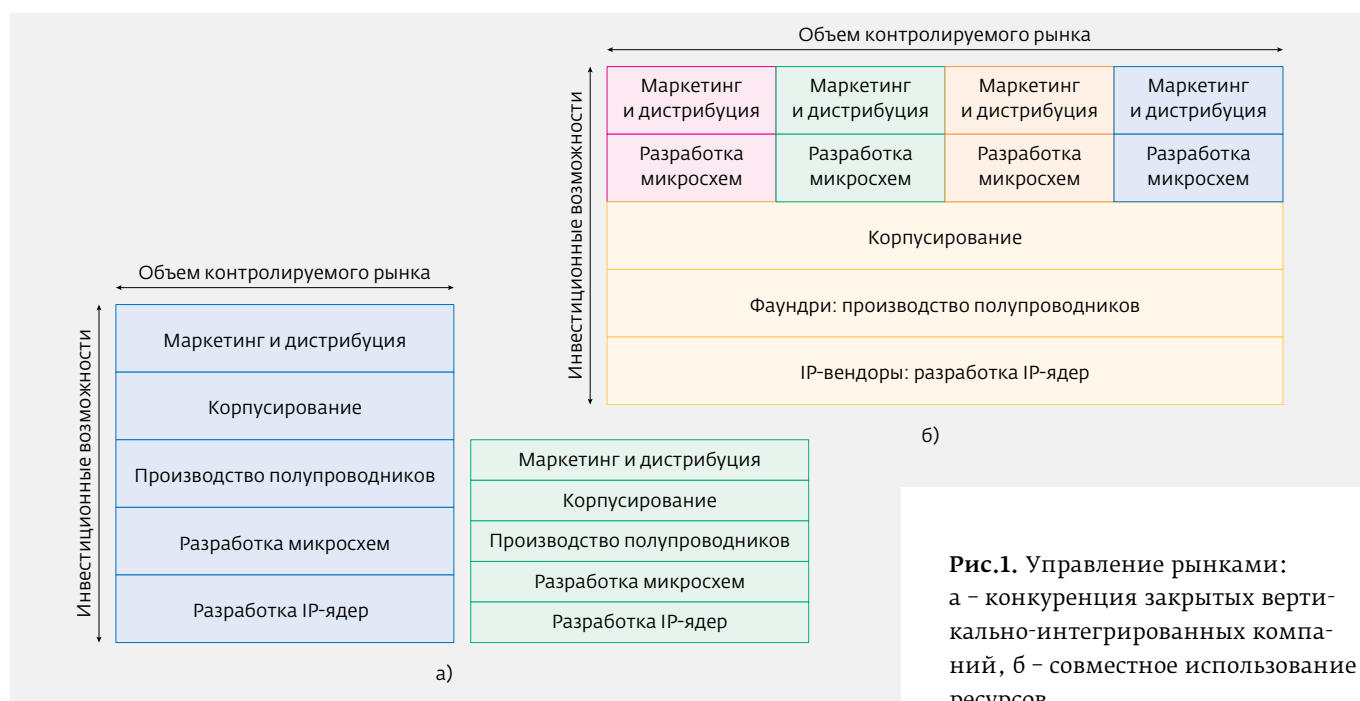 Объем контролируемого рынка
Инвестиционные возможности
Маркетинг и дистрибуция
Корпусирование
Производство полупроводников
Разработка микросхем
Разработка IP-ядер
Маркетинг и дистрибуция
Корпусирование
Производство полупроводников
Разработка микросхем
Разработка IP-ядер
а)
Объем контролируемого рынка
Инвестиционные возможности
Маркетинг
и дистрибуция
Маркетинг
и дистрибуция
Маркетинг
и дистрибуция
Маркетинг
и дистрибуция
Разработка
микросхем
Разработка
микросхем
Разработка
микросхем
Разработка
микросхем
Корпусирование
Фаундри: производство полупроводников
IP-вендоры: разработка IP-ядер
б)
Рис.1. Управление рынками:
а – конкуренция закрытых верти-
кально-интегрированных компа-
ний, б – совместное использование
ресурсов